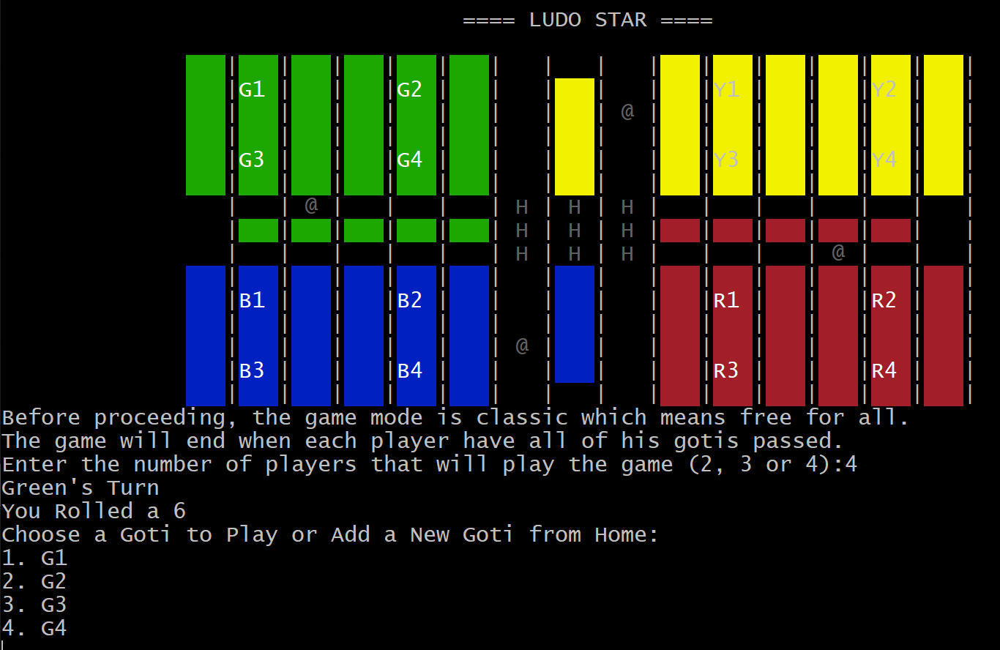 ==== LUDO STAR ====
| | | | | | | | | | | | | | |
|G1 | | |G2 | | | | | |Y1 | | |Y2 | |
| | | | | | | | @ | | | | | | |
| | | | | | | | | | | | | | |
|G3 | | |G4 | | | | | |Y3 | | |Y4 | |
| | | | | | | | | | | | | | |
| | @ | | | | H | H | H | | | | | | |
| | | | | | H | H | H | | | | | | |
| | | | | | H | H | H | | | | @ | | |
| | | | | | | | | | | | | | |
|B1 | | |B2 | | | | | |R1 | | |R2 | |
| | | | | | | | | | | | | | |
| | | | | | @ | | | | | | | | |
|B3 | | |B4 | | | | | |R3 | | |R4 | |
| | | | | | | | | | | | | | |
Before proceeding, the game mode is classic which means free for all.
The game will end when each player have all of his gotis passed.
Enter the number of players that will play the game (2, 3 or 4):4
Green's Turn
You Rolled a 6
Choose a Goti to Play or Add a New Goti from Home:
1. G1
2. G2
3. G3
4. G4